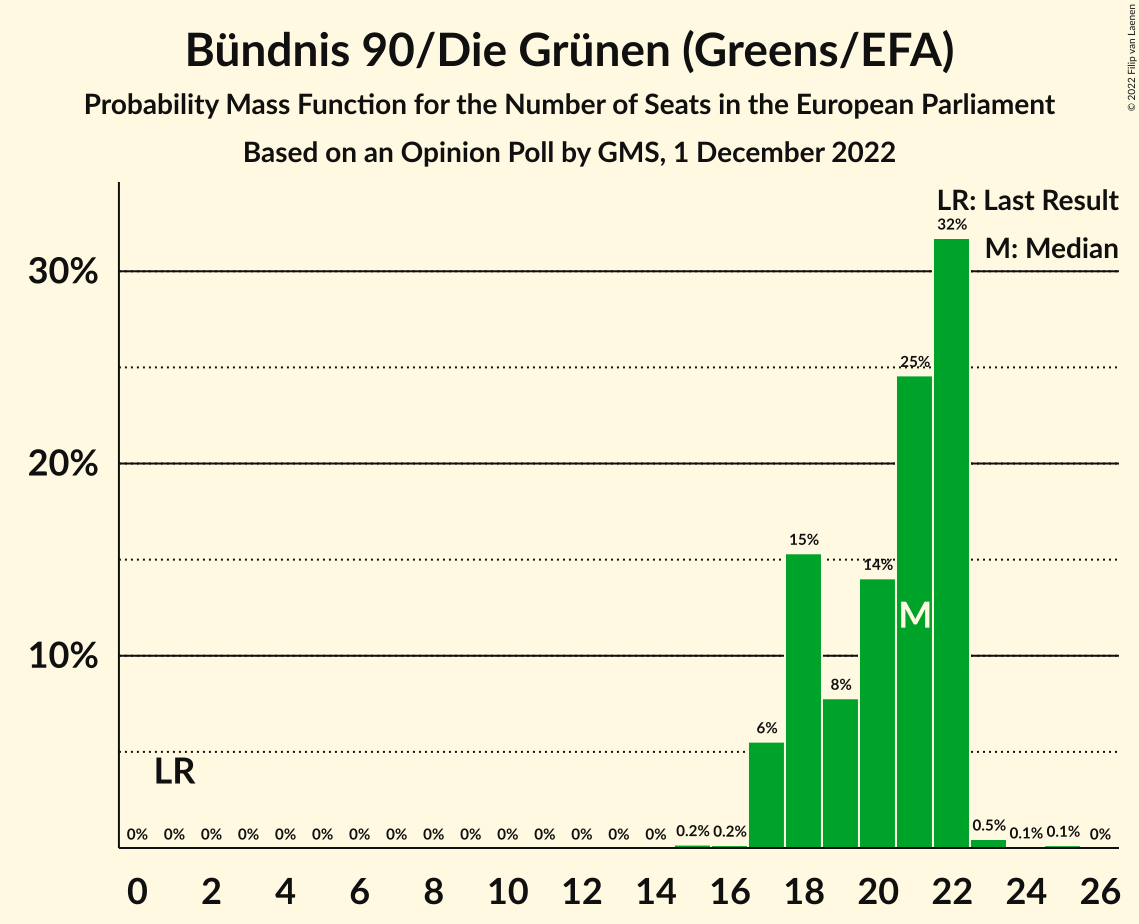 Bündnis 90/Die Grünen (Greens/EFA)
Probability Mass Function for the Number of Seats in the European Parliament
Based on an Opinion Poll by GMS, 1 December 2022
© 2022 Filip van Laenen
LR: Last Result
M: Median
32%
30%
25%
20%
15%
14%
M
10%
8%
6%
LR
0% 0% 0% 0% 0% 0% 0% 0% 0% 0% 0% 0% 0% 0% 0% 0.2% 0.2% 0.5% 0.1% 0.1% 0%
0 2 4 6 8 10 12 14 16 18 20 22 24 26